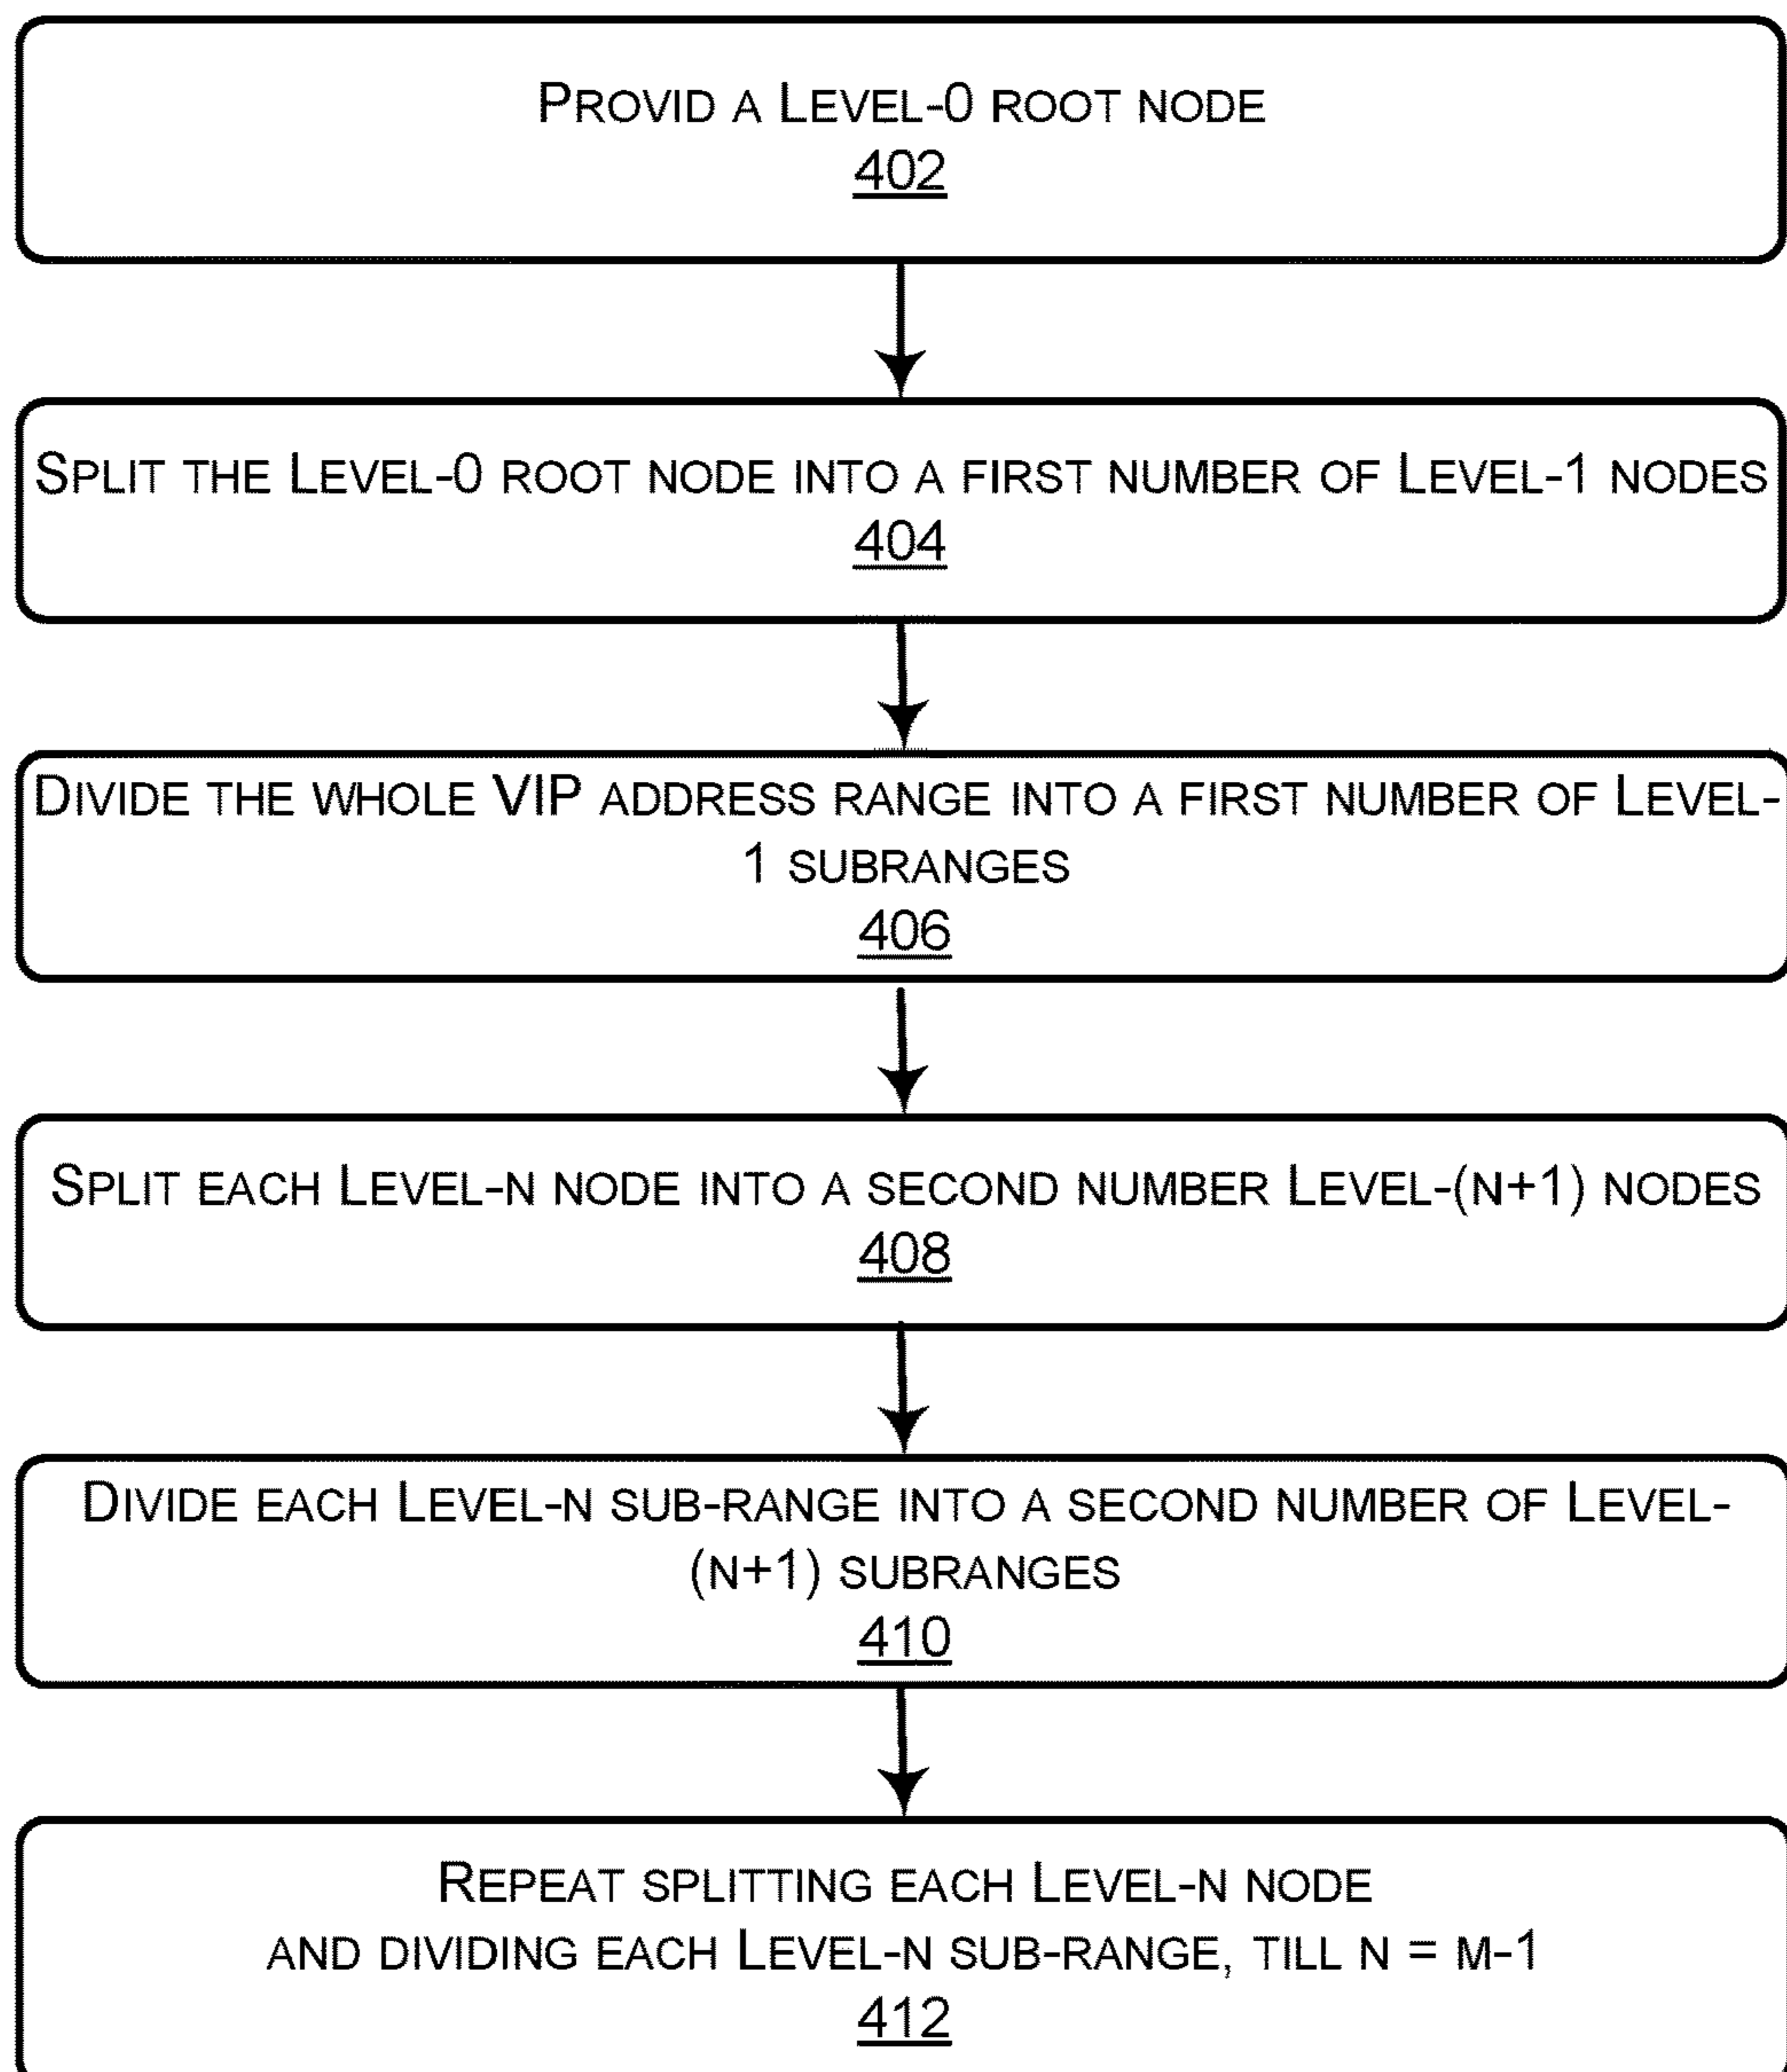 PROVID A LEVEL-0 ROOT NODE
402
SPLIT THE LEVEL-0 ROOT NODE INTO A FIRST NUMBER OF LEVEL-1 NODES
404
DIVIDE THE WHOLE VIP ADDRESS RANGE INTO A FIRST NUMBER OF LEVEL-
1 SUBRANGES
406
SPLIT EACH LEVEL-N NODE INTO A SECOND NUMBER LEVEL-(N+1) NODES
408
DIVIDE EACH LEVEL-N SUB-RANGE INTO A SECOND NUMBER OF LEVEL-
(N+1) SUBRANGES
410
REPEAT SPLITTING EACH LEVEL-N NODE
AND DIVIDING EACH LEVEL-N SUB-RANGE, TILL N = M-1
412